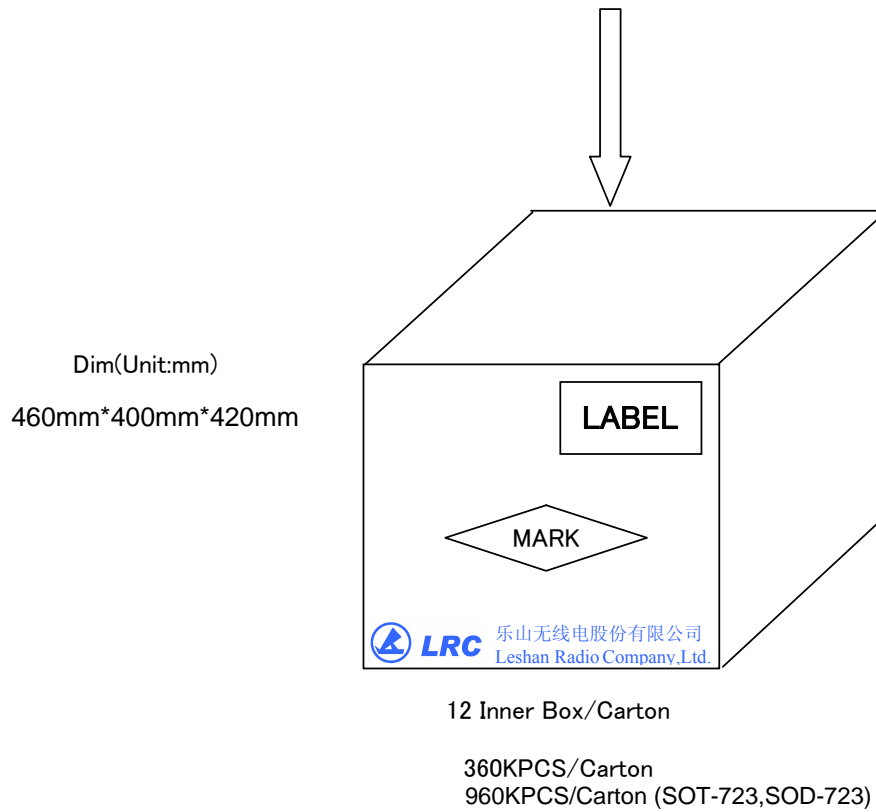 Dim(Unit:mm)
460mm*400mm*420mm
LABEL
MARK
LRC
乐山无线电股份有限公司
Leshan Radio Company,Ltd.
12 Inner Box/Carton
360KPCS/Carton
960KPCS/Carton (SOT-723,SOD-723)